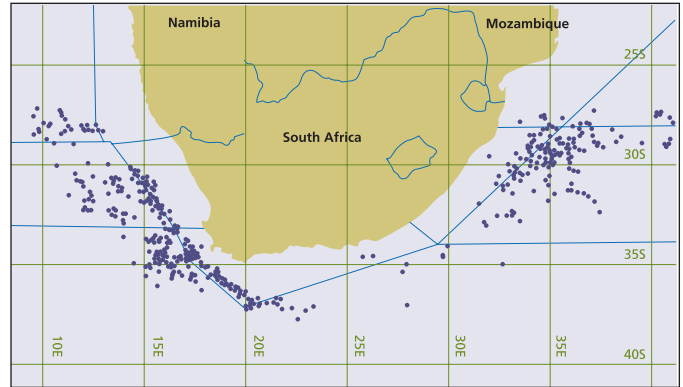 Namibia
Mozambique
25S
South Africa
30S
35S
10E
15E
20E
25E
30E
35E
40S